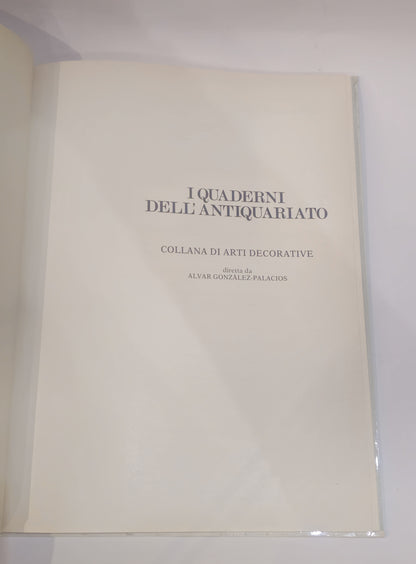 I QUADERNI
DELL'ANTIQUARIATO
COLLANA DI ARTI DECORATIVE
diretta da
ALVAR GONZÁLEZ-PALACIOS